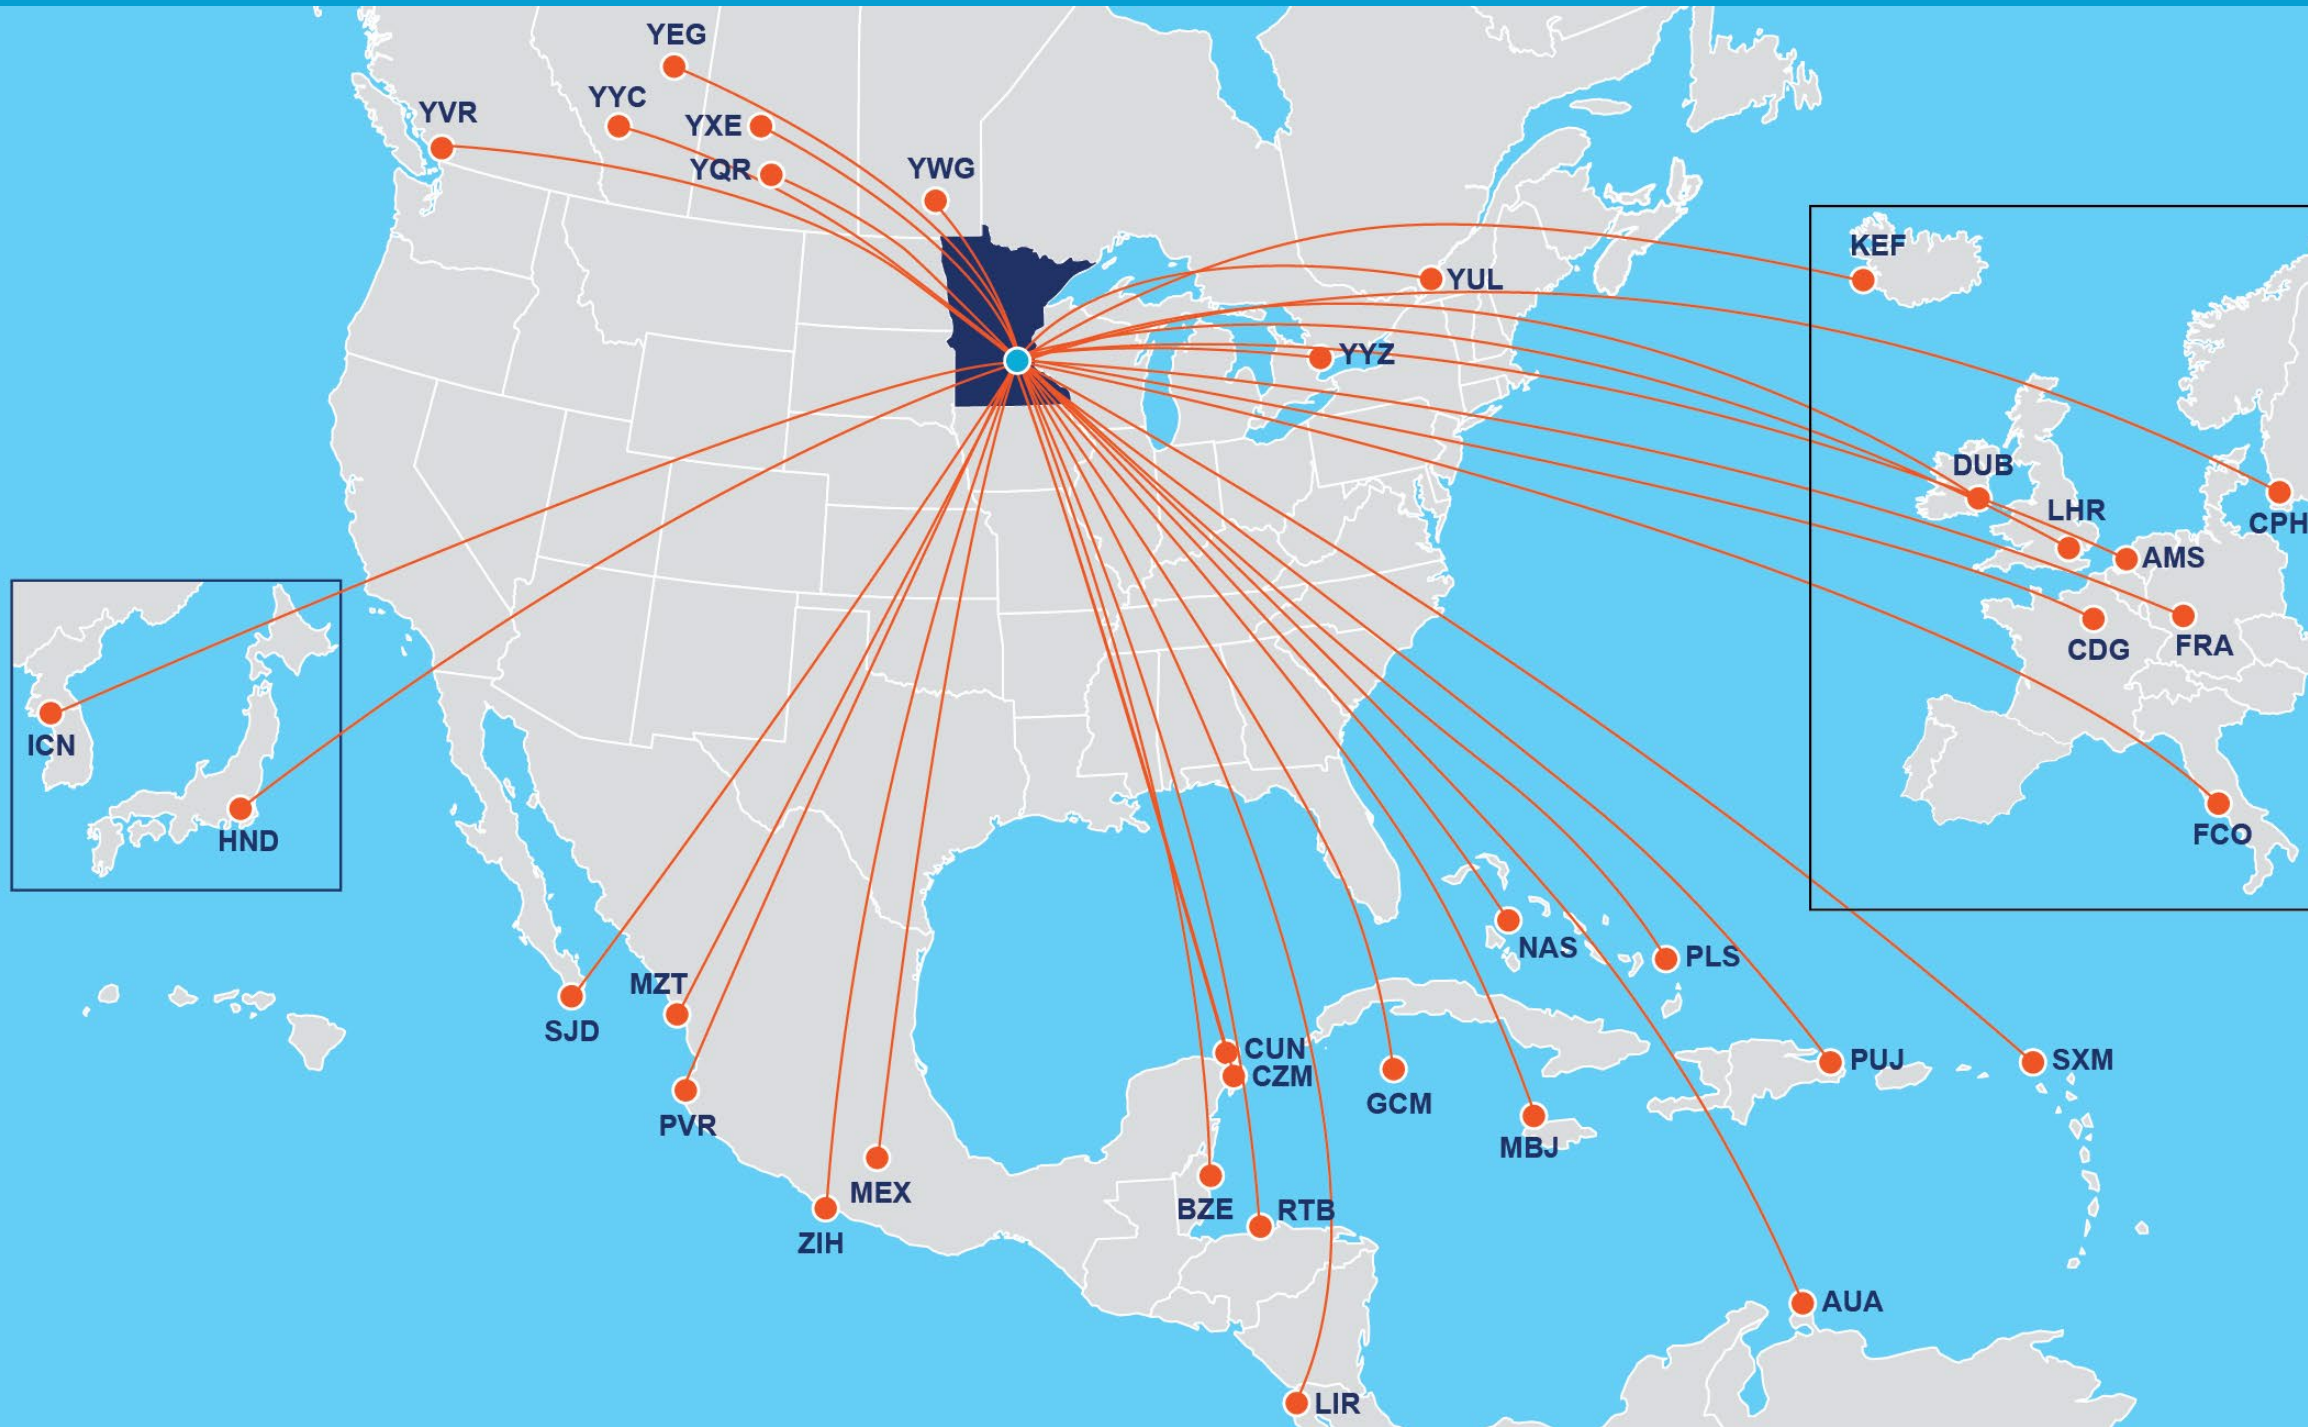 YEG
YYC
YVR
YXE
YQR
YWG
KEF
YUL
YYZ
DUB
LHR
CPH
AMS
CDG
FRA
ICN
HND
FCO
NAS
PLS
MZT
SJD
CUN
CZM
PUJ
SXM
GCM
PVR
MBJ
MEX
BZE
RTB
ZIH
AUA
LIR